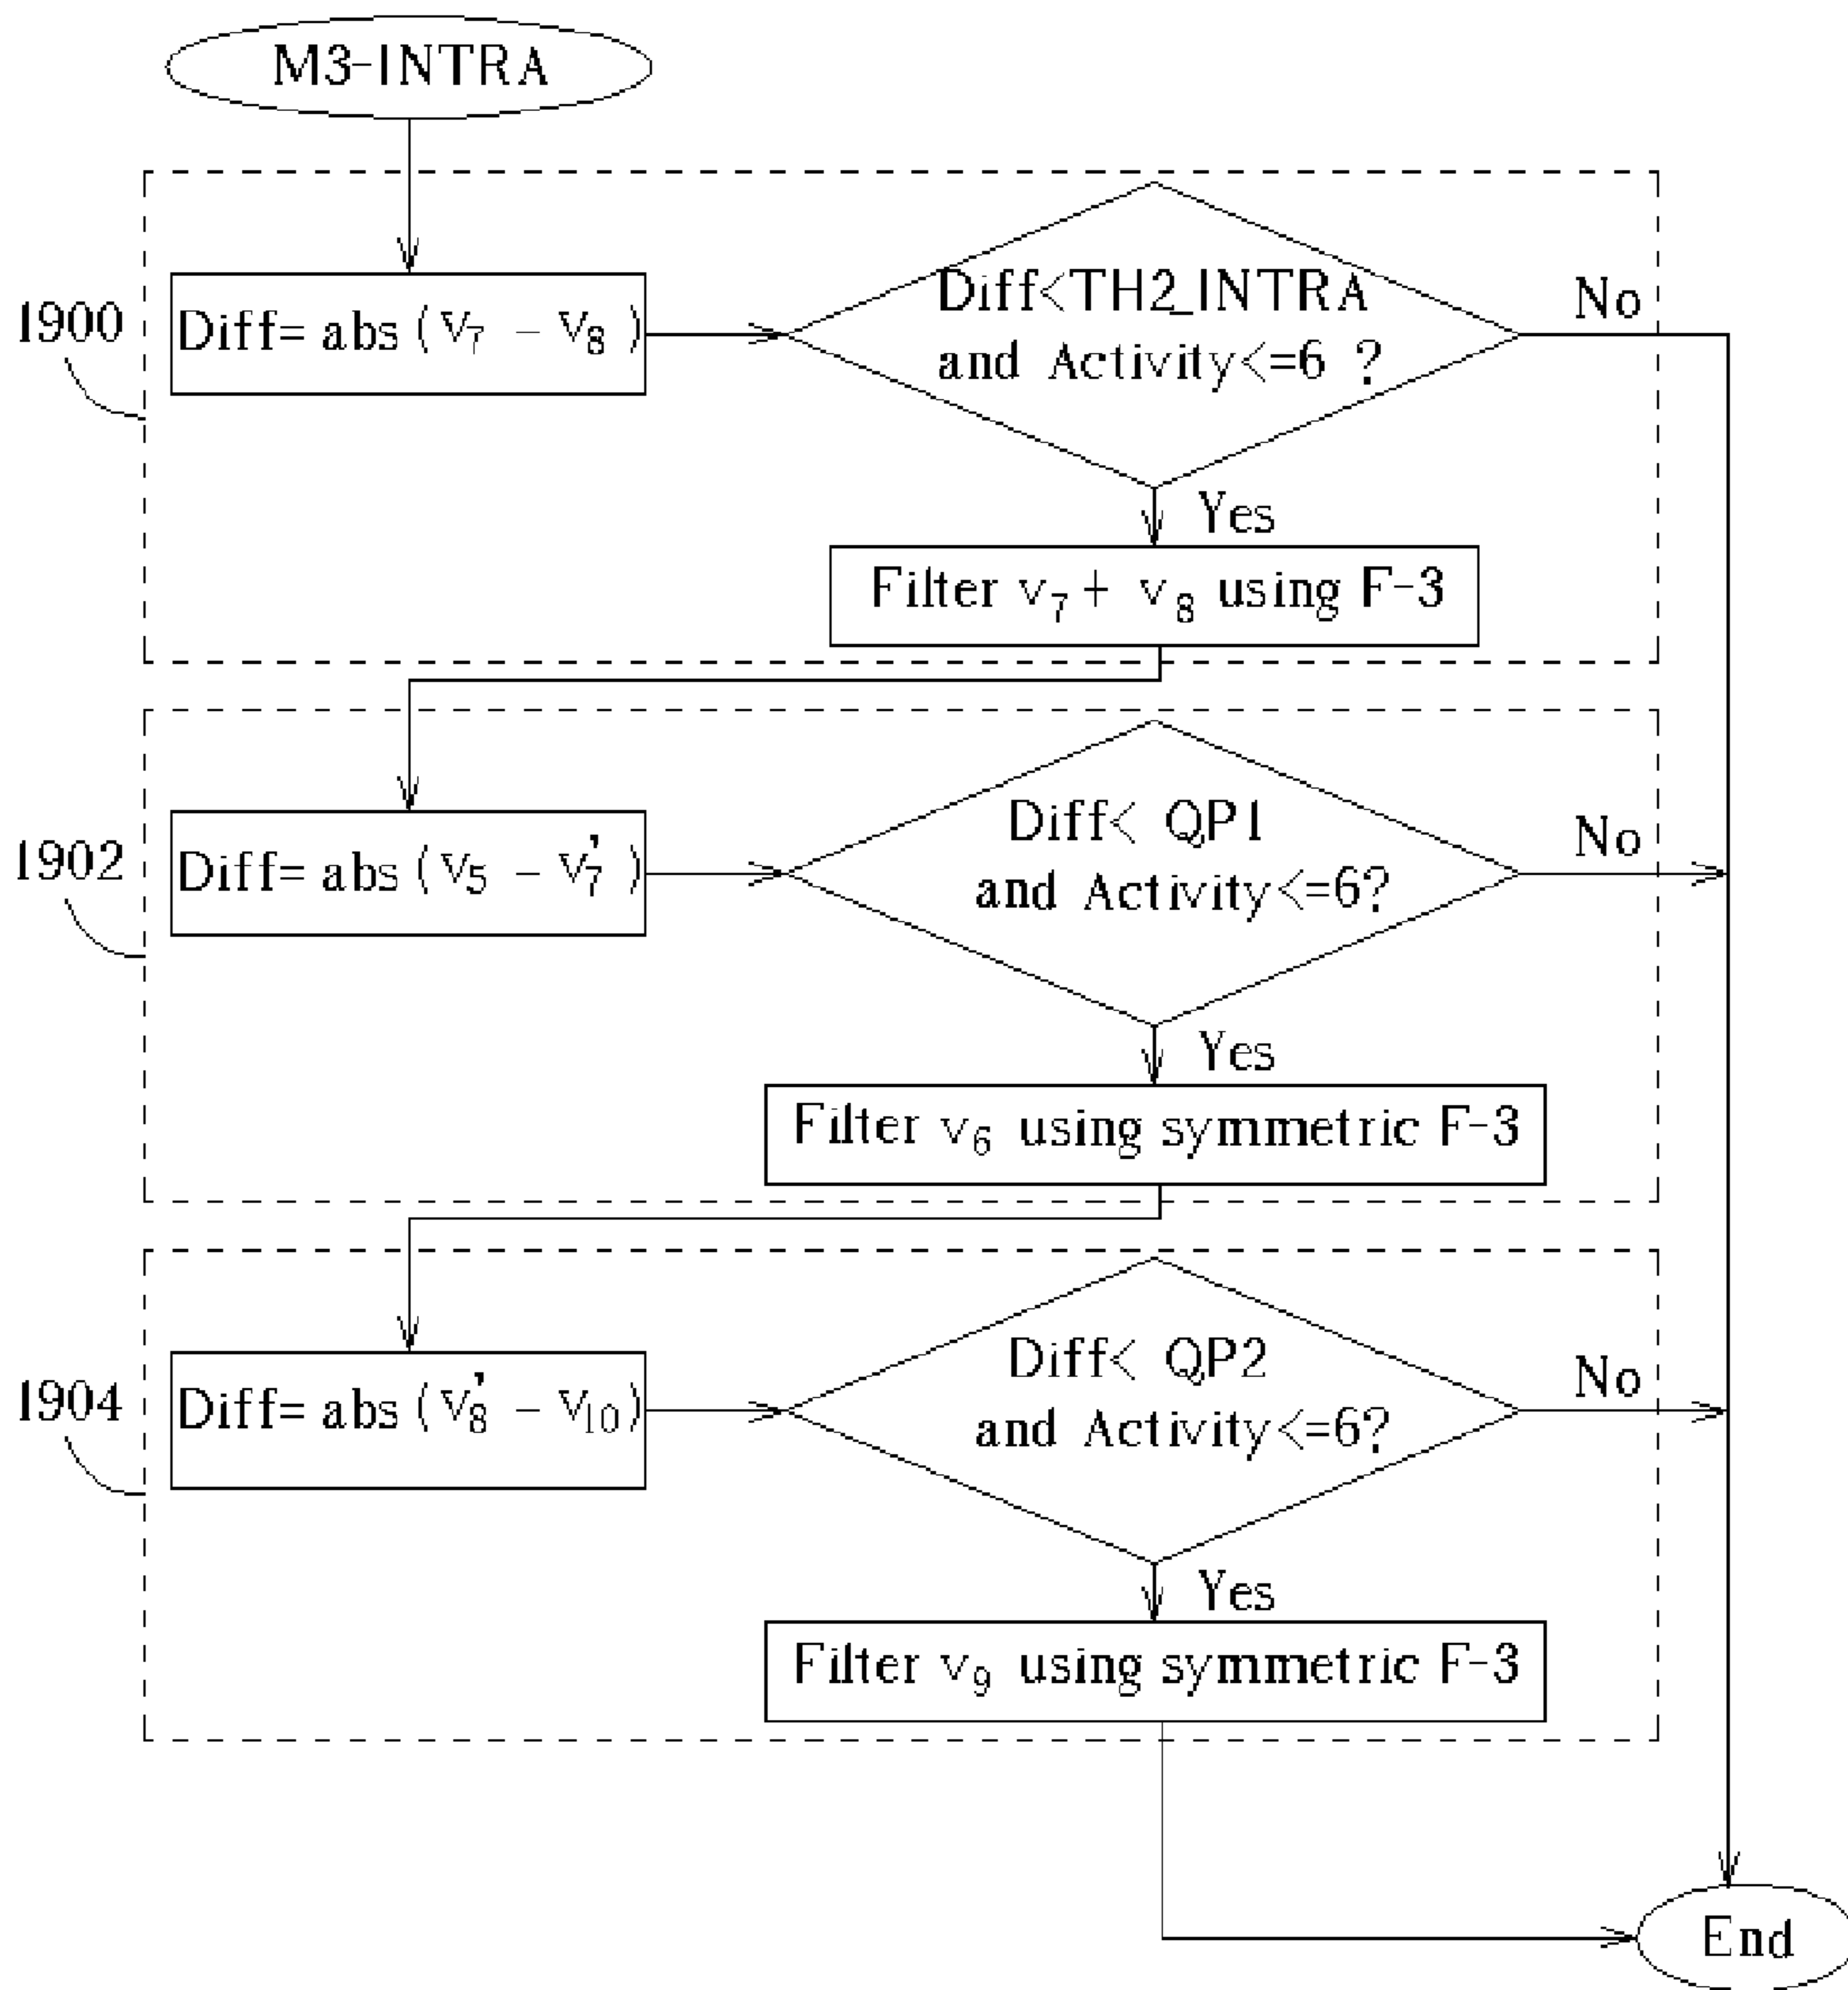 M3-INTRA
1900
Diff= abs (v₇ - v₈ )
Diff<TH2_INTRA
and Activity<=6 ?
No
Yes
Filter v₇ + v₈ using F-3
1902
Diff= abs (v₅ - v₇' )
Diff< QP1
and Activity<=6?
No
Yes
Filter v₆ using symmetric F-3
1904
Diff= abs (v₈' - v₁₀)
Diff< QP2
and Activity<=6?
No
Yes
Filter v₉ using symmetric F-3
End